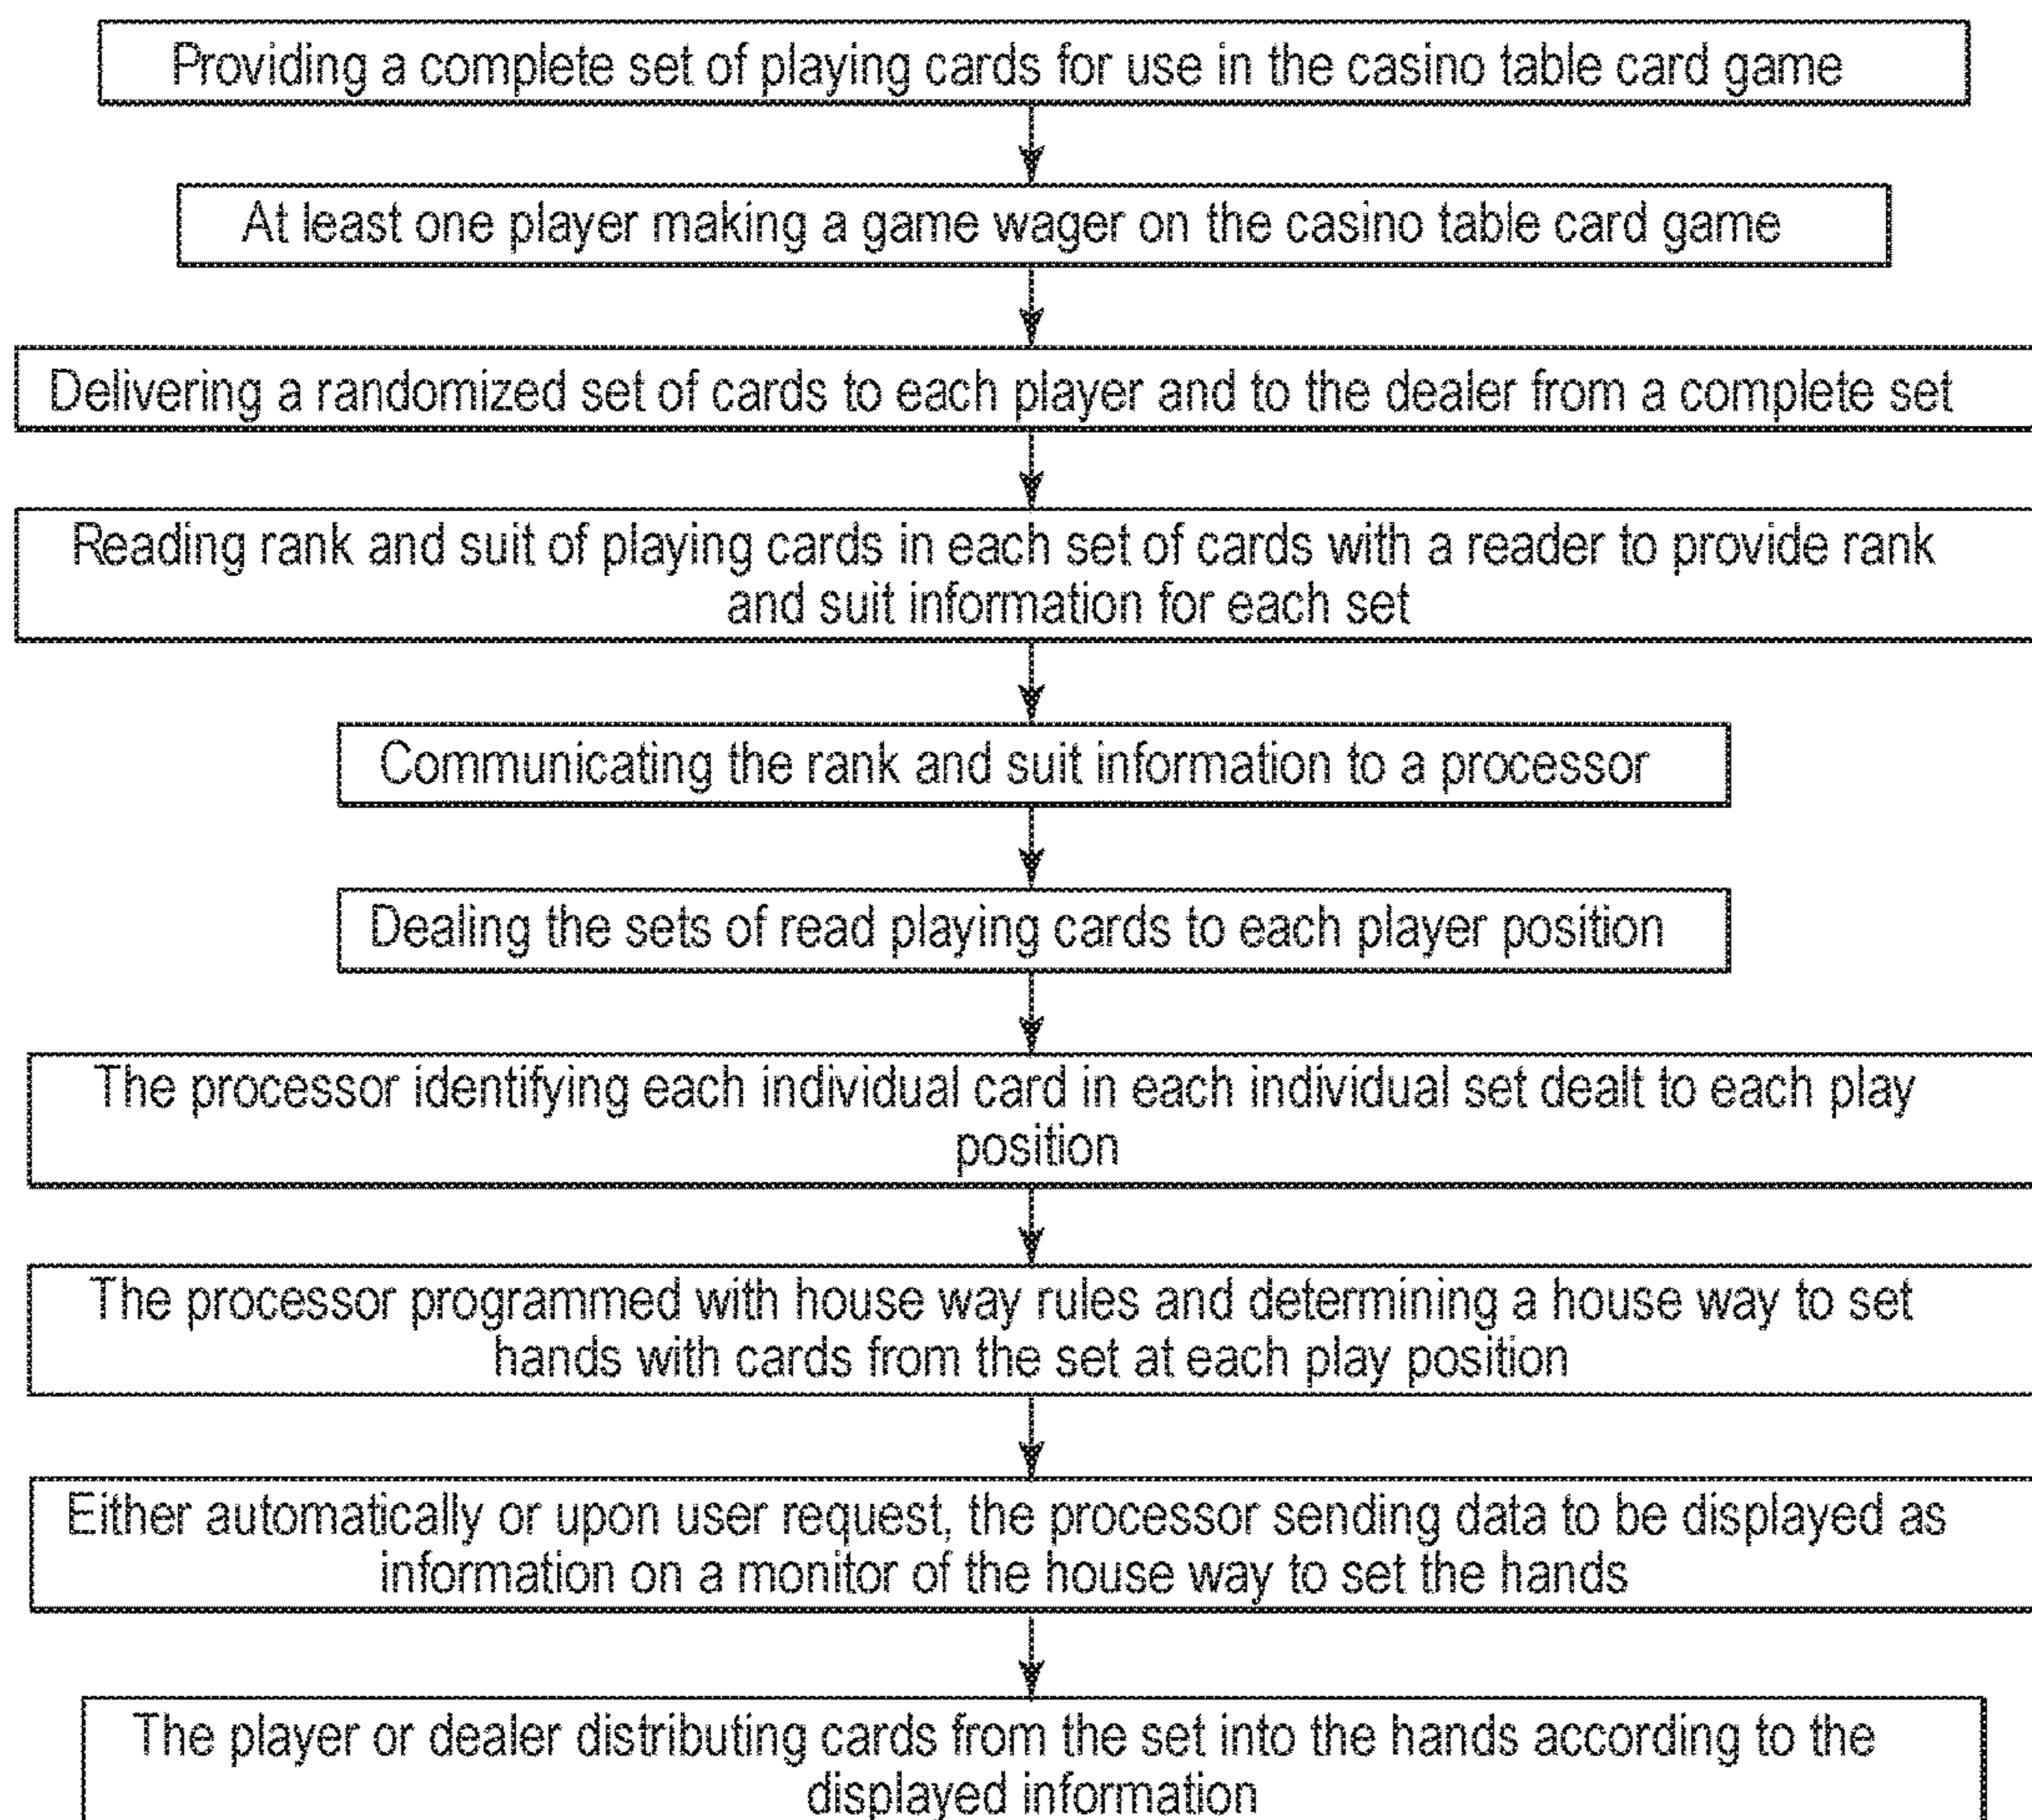 Providing a complete set of playing cards for use in the casino table card game
At least one player making a game wager on the casino table card game
Delivering a randomized set of cards to each player and to the dealer from a complete set
Reading rank and suit of playing cards in each set of cards with a reader to provide rank
and suit information for each set
Communicating the rank and suit information to a processor
Dealing the sets of read playing cards to each player position
The processor identifying each individual card in each individual set dealt to each play
position
The processor programmed with house way rules and determining a house way to set
hands with cards from the set at each play position
Either automatically or upon user request, the processor sending data to be displayed as
information on a monitor of the house way to set the hands
The player or dealer distributing cards from the set into the hands according to the
displayed information